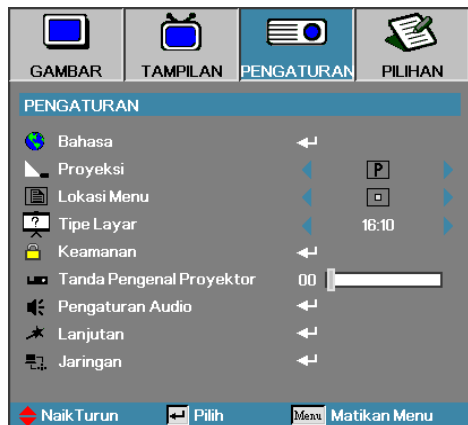 GAMBAR TAMPILAN PENGATURAN PILIHAN
PENGATURAN
Bahasa
Proyeksi P
Lokasi Menu
? Tipe Layar 16:10
Keamanan
Tanda Pengenal Proyektor 00
Pengaturan Audio
Lanjutan
Jaringan
NaikTurun Pilih Menu Matikan Menu